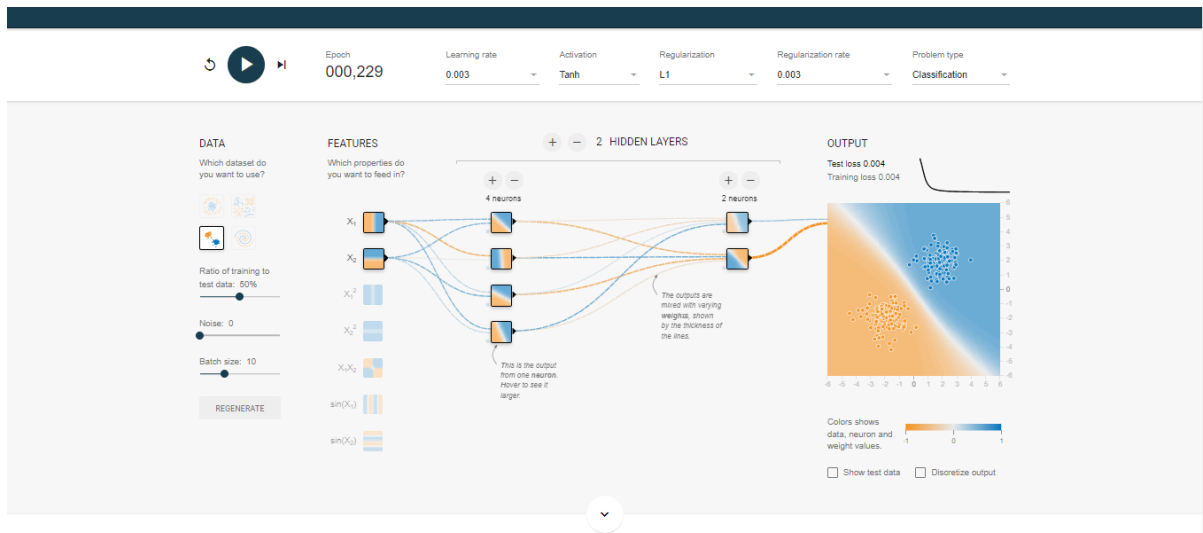 Epoch
000,229
Learning rate
0.003
Activation
Tanh
Regularization
L1
Regularization rate
0.003
Problem type
Classification
DATA
Which dataset do
you want to use?
Ratio of training to
test data: 50%
Noise: 0
Batch size: 10
REGENERATE
FEATURES
Which properties do
you want to feed in?
X₁
X₂
X₁²
X₂²
X₁X₂
sin(X₁)
sin(X₂)
+ − 2 HIDDEN LAYERS
+ −
4 neurons
+ −
2 neurons
This is the output
from one neuron.
Hover to see it
larger.
The outputs are
mixed with varying
weights, shown
by the thickness of
the lines.
OUTPUT
Test loss 0.004
Training loss 0.004
6
5
4
3
2
1
0
-1
-2
-3
-4
-5
-6
-6 -5 -4 -3 -2 -1 0 1 2 3 4 5 6
Colors shows
data, neuron and
weight values.
-1 0 1
Show test data
Discretize output